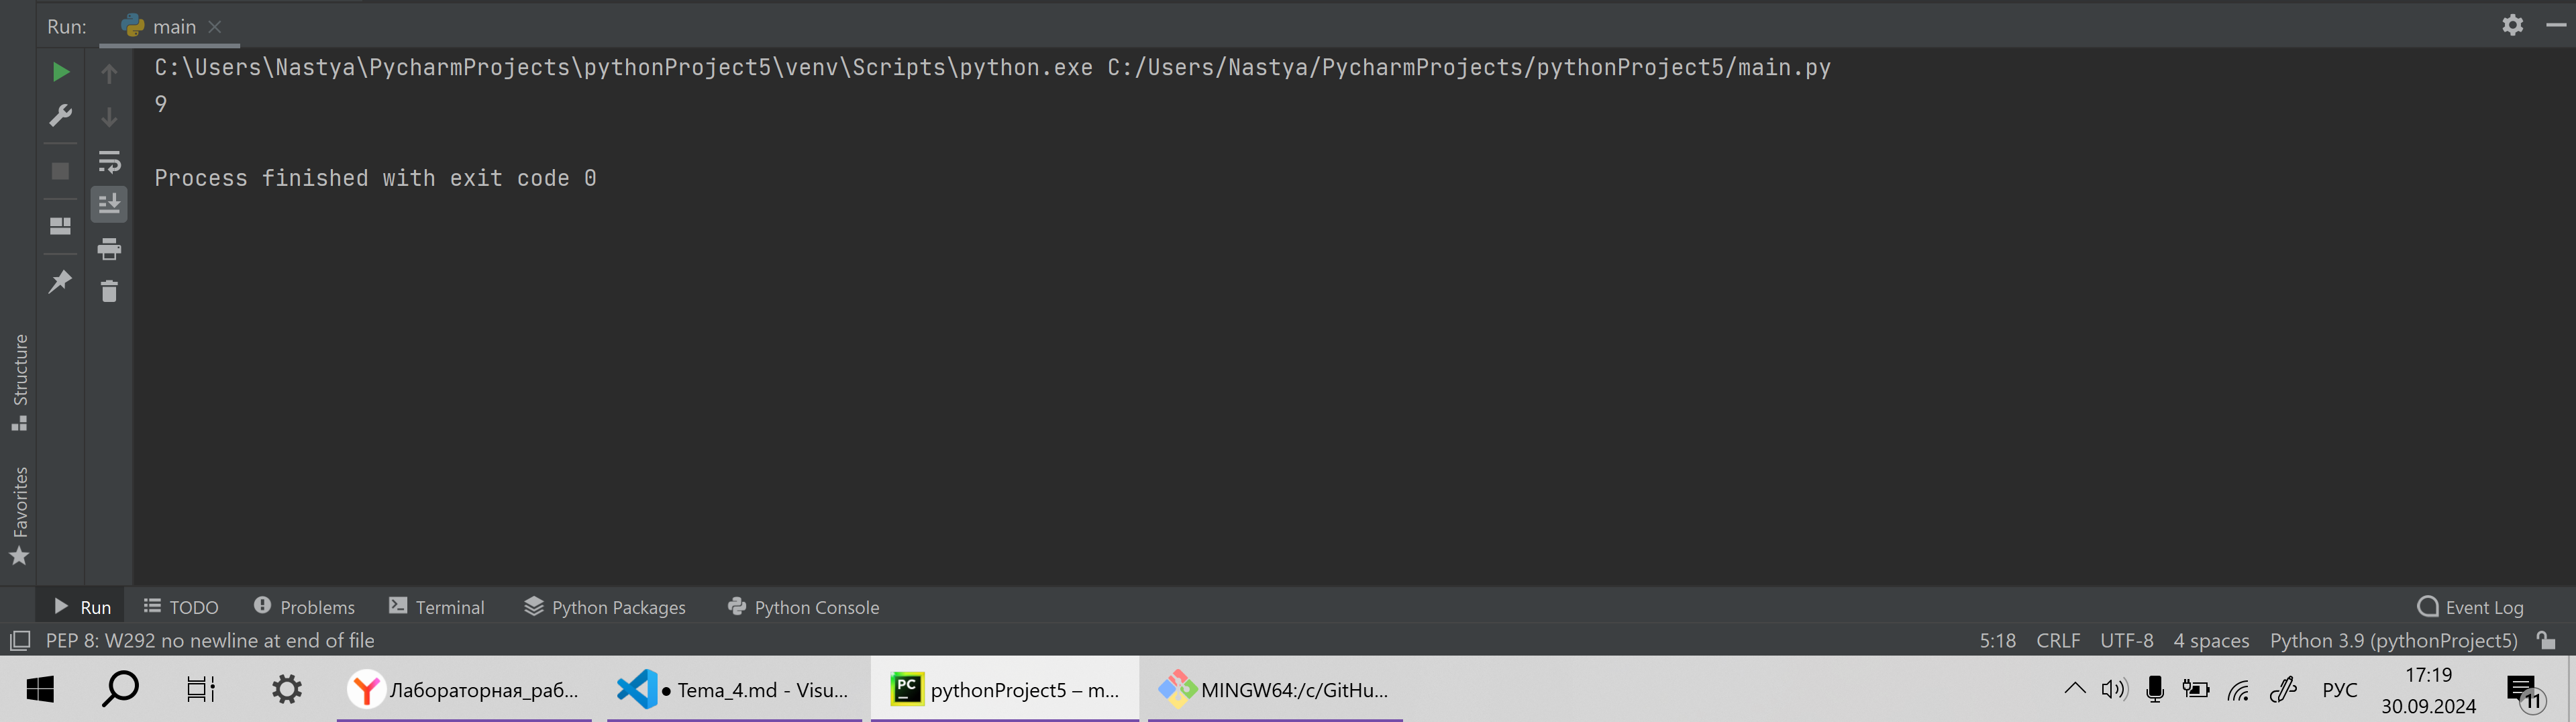 Run: main
C:\Users\Nastya\PycharmProjects\pythonProject5\venv\Scripts\python.exe C:/Users/Nastya/PycharmProjects/pythonProject5/main.py
9
Process finished with exit code 0
Structure
Favorites
Run TODO Problems Terminal Python Packages Python Console Event Log
PEP 8: W292 no newline at end of file 5:18 CRLF UTF-8 4 spaces Python 3.9 (pythonProject5)
Лабораторная_раб... ● Tema_4.md - Visu... PC pythonProject5 – m... MINGW64:/c/GitHu... РУС 17:19
30.09.2024 11